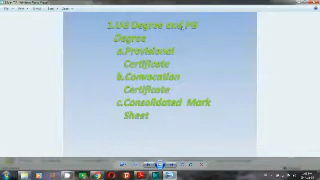 1.UG Degree and PG
Degree
a.Provisional
Certificate
b.Convocation
Certificate
c.Consolidated Mark
Sheet